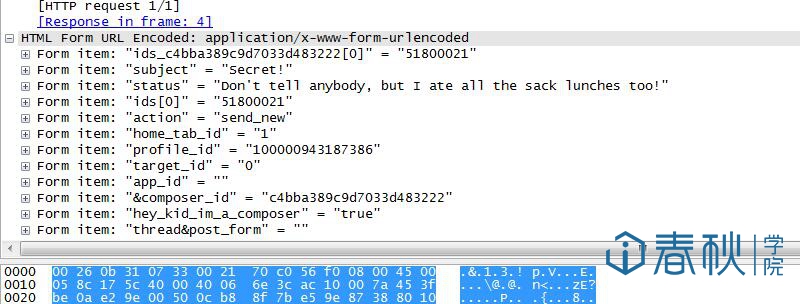 [HTTP request 1/1]
[Response in frame: 4]
HTML Form URL Encoded: application/x-www-form-urlencoded
Form item: "ids_c4bba389c9d7033d483222[0]" = "51800021"
Form item: "subject" = "Secret!"
Form item: "status" = "Don't tell anybody, but I ate all the sack lunches too!"
Form item: "ids[0]" = "51800021"
Form item: "action" = "send_new"
Form item: "home_tab_id" = "1"
Form item: "profile_id" = "100000943187386"
Form item: "target_id" = "0"
Form item: "app_id" = ""
Form item: "&composer_id" = "c4bba389c9d7033d483222"
Form item: "hey_kid_im_a_composer" = "true"
Form item: "thread&post_form" = ""
春秋学院
0000 00 26 0b 31 07 33 00 21 70 c0 56 f0 08 00 45 00 .&.1.3.! p.V...E.
0010 05 8c 17 5c 40 00 40 06 6e 3c ac 10 00 7a 45 3f ...\@.@. n<...zE?
0020 be 0a e2 9e 00 50 0c b8 8f 7b e5 9e 87 38 80 10 .....P.. .{...8..